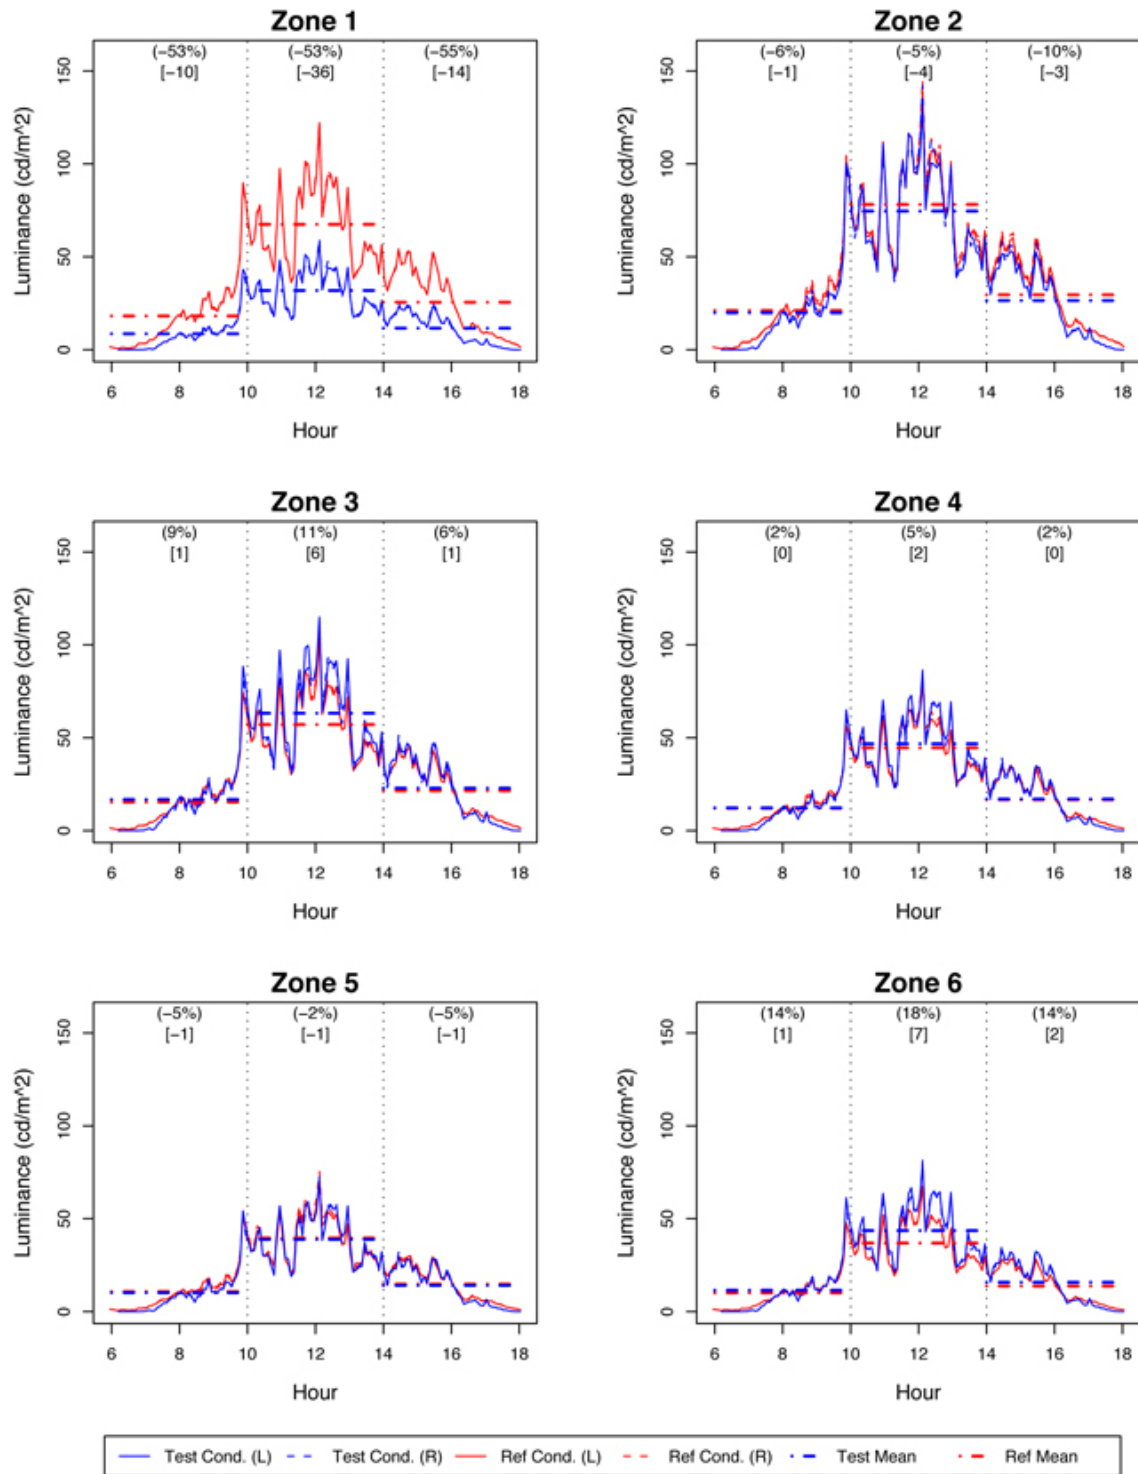 Zone 1
(−53%) (−53%) (−55%)
[−10] [−36] [−14]
Luminance (cd/m^2)
150
100
50
0
6 8 10 12 14 16 18
Hour
Zone 2
(−6%) (−5%) (−10%)
[−1] [−4] [−3]
Luminance (cd/m^2)
150
100
50
0
6 8 10 12 14 16 18
Hour
Zone 3
(9%) (11%) (6%)
[1] [6] [1]
Luminance (cd/m^2)
150
100
50
0
6 8 10 12 14 16 18
Hour
Zone 4
(2%) (5%) (2%)
[0] [2] [0]
Luminance (cd/m^2)
150
100
50
0
6 8 10 12 14 16 18
Hour
Zone 5
(−5%) (−2%) (−5%)
[−1] [−1] [−1]
Luminance (cd/m^2)
150
100
50
0
6 8 10 12 14 16 18
Hour
Zone 6
(14%) (18%) (14%)
[1] [7] [2]
Luminance (cd/m^2)
150
100
50
0
6 8 10 12 14 16 18
Hour
Test Cond. (L) Test Cond. (R) Ref Cond. (L) Ref Cond. (R) Test Mean Ref Mean